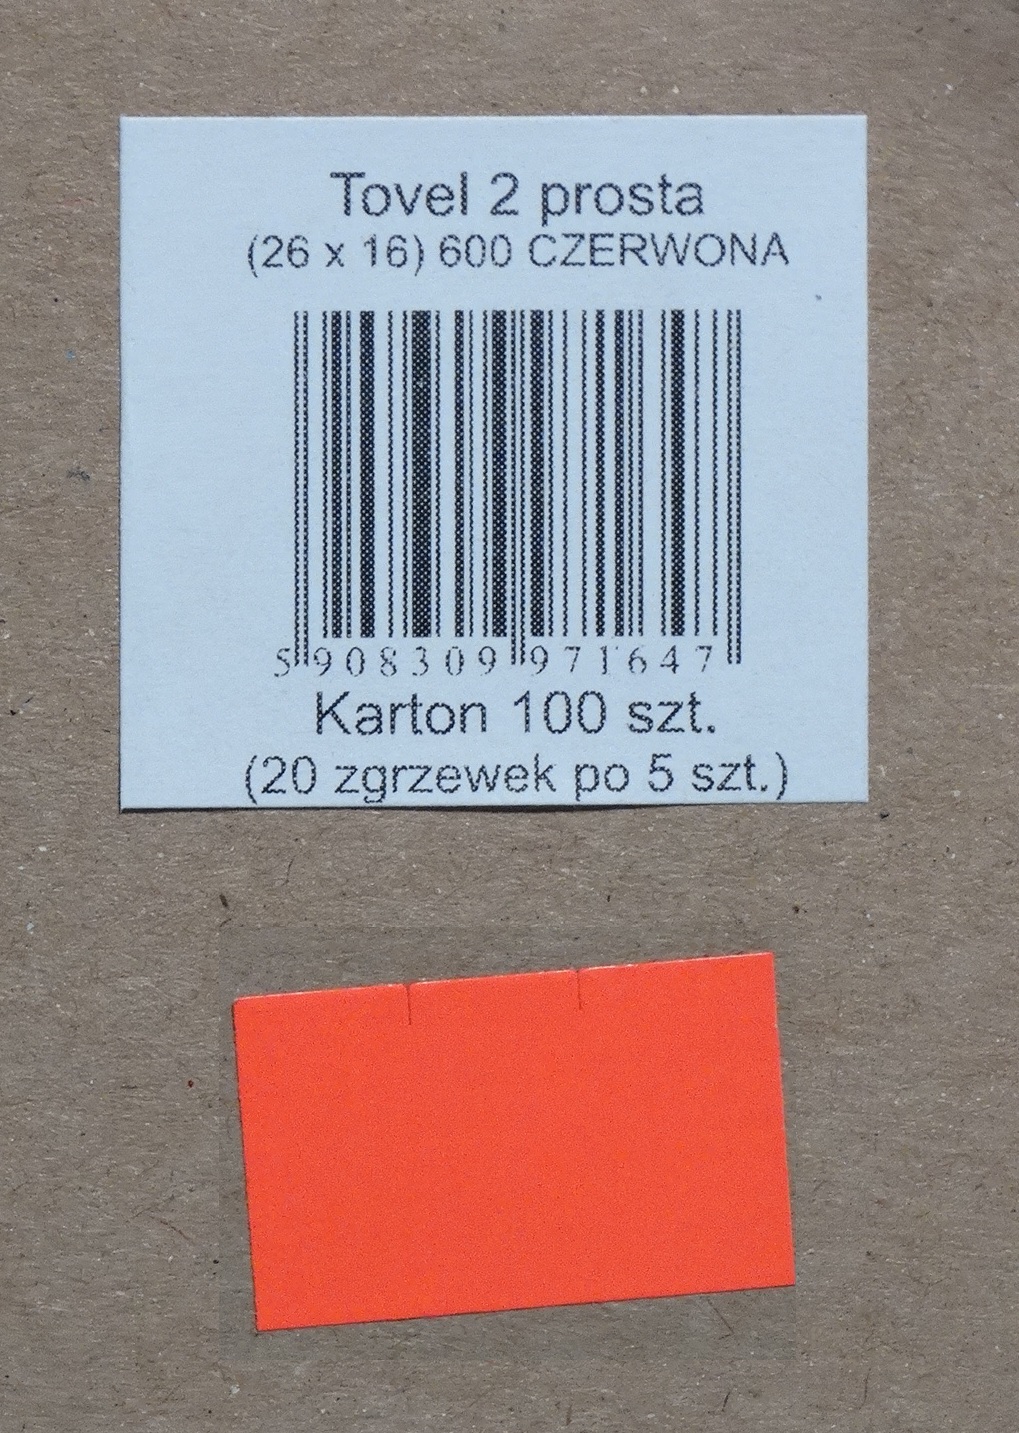 Tovel 2 prosta
(26 x 16) 600 CZERWONA
5 908309 971647
Karton 100 szt.
(20 zgrzewek po 5 szt.)